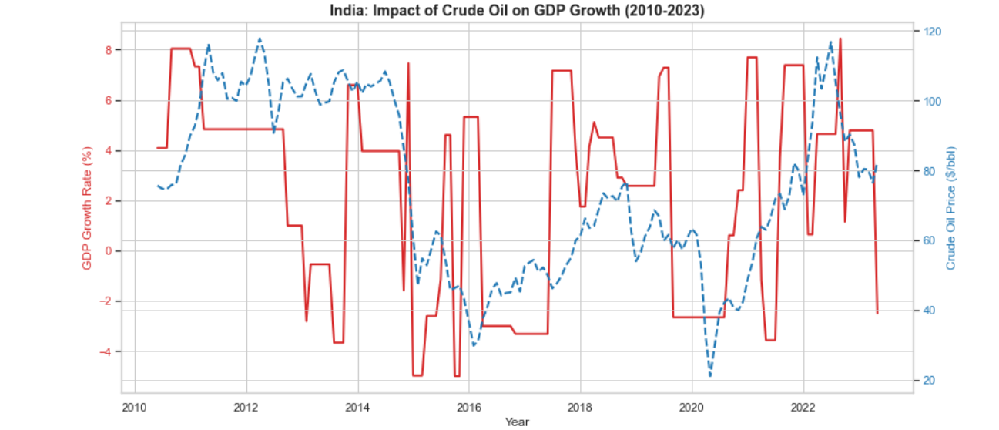 India: Impact of Crude Oil on GDP Growth (2010-2023)
GDP Growth Rate (%)
8
6
4
2
0
−2
−4
120
100
80
60
40
20
Crude Oil Price ($/bbl)
2010 2012 2014 2016 2018 2020 2022
Year